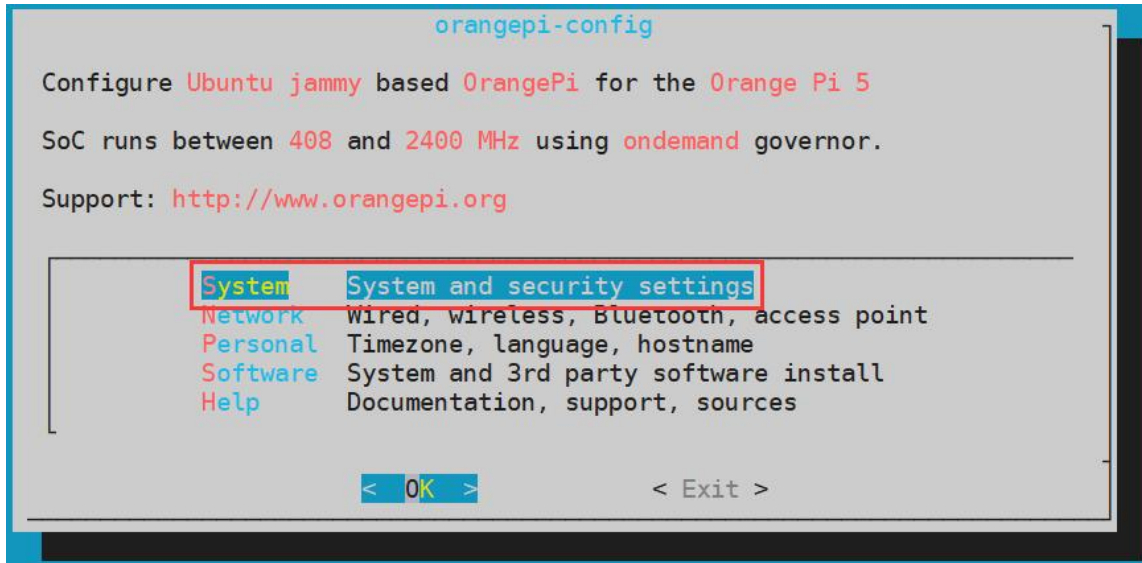 orangepi-config
Configure Ubuntu jammy based OrangePi for the Orange Pi 5
SoC runs between 408 and 2400 MHz using ondemand governor.
Support: http://www.orangepi.org
System System and security settings
Network Wired, wireless, Bluetooth, access point
Personal Timezone, language, hostname
Software System and 3rd party software install
Help Documentation, support, sources
< OK > < Exit >